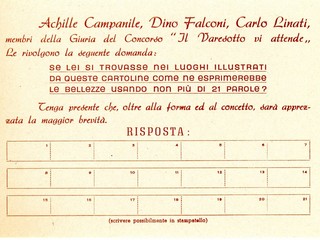 Achille Campanile, Dino Falconi, Carlo Linati,
membri della Giuria del Concorso "Il Varesotto vi attende„
Le rivolgono la seguente domanda:
SE LEI SI TROVASSE NEI LUOGHI ILLUSTRATI
DA QUESTE CARTOLINE COME NE ESPRIMEREBBE
LE BELLEZZE USANDO NON PIÙ DI 21 PAROLE?
Tenga presente che, oltre alla forma ed al concetto, sarà apprez-
zata la maggior brevità.
RISPOSTA:
1 2 3 4 5 6 7
8 9 10 11 12 13 14
15 16 17 18 19 20 21
(scrivere possibilmente in stampatello)